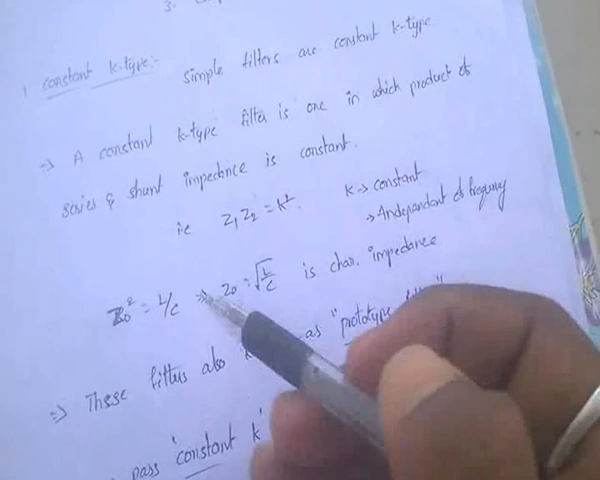 3.
1 constant k-type:- simple filters are constant k-type
=> A constant k-type filter is one in which product of
series & shunt impedance is constant.
ie Z₁Z₂ = k². k → constant
→ Independant of frequency
Z₀² = L/C => Z₀ = √L/C is char. impedance
=> These filters also as "prototype
pass "constant k"